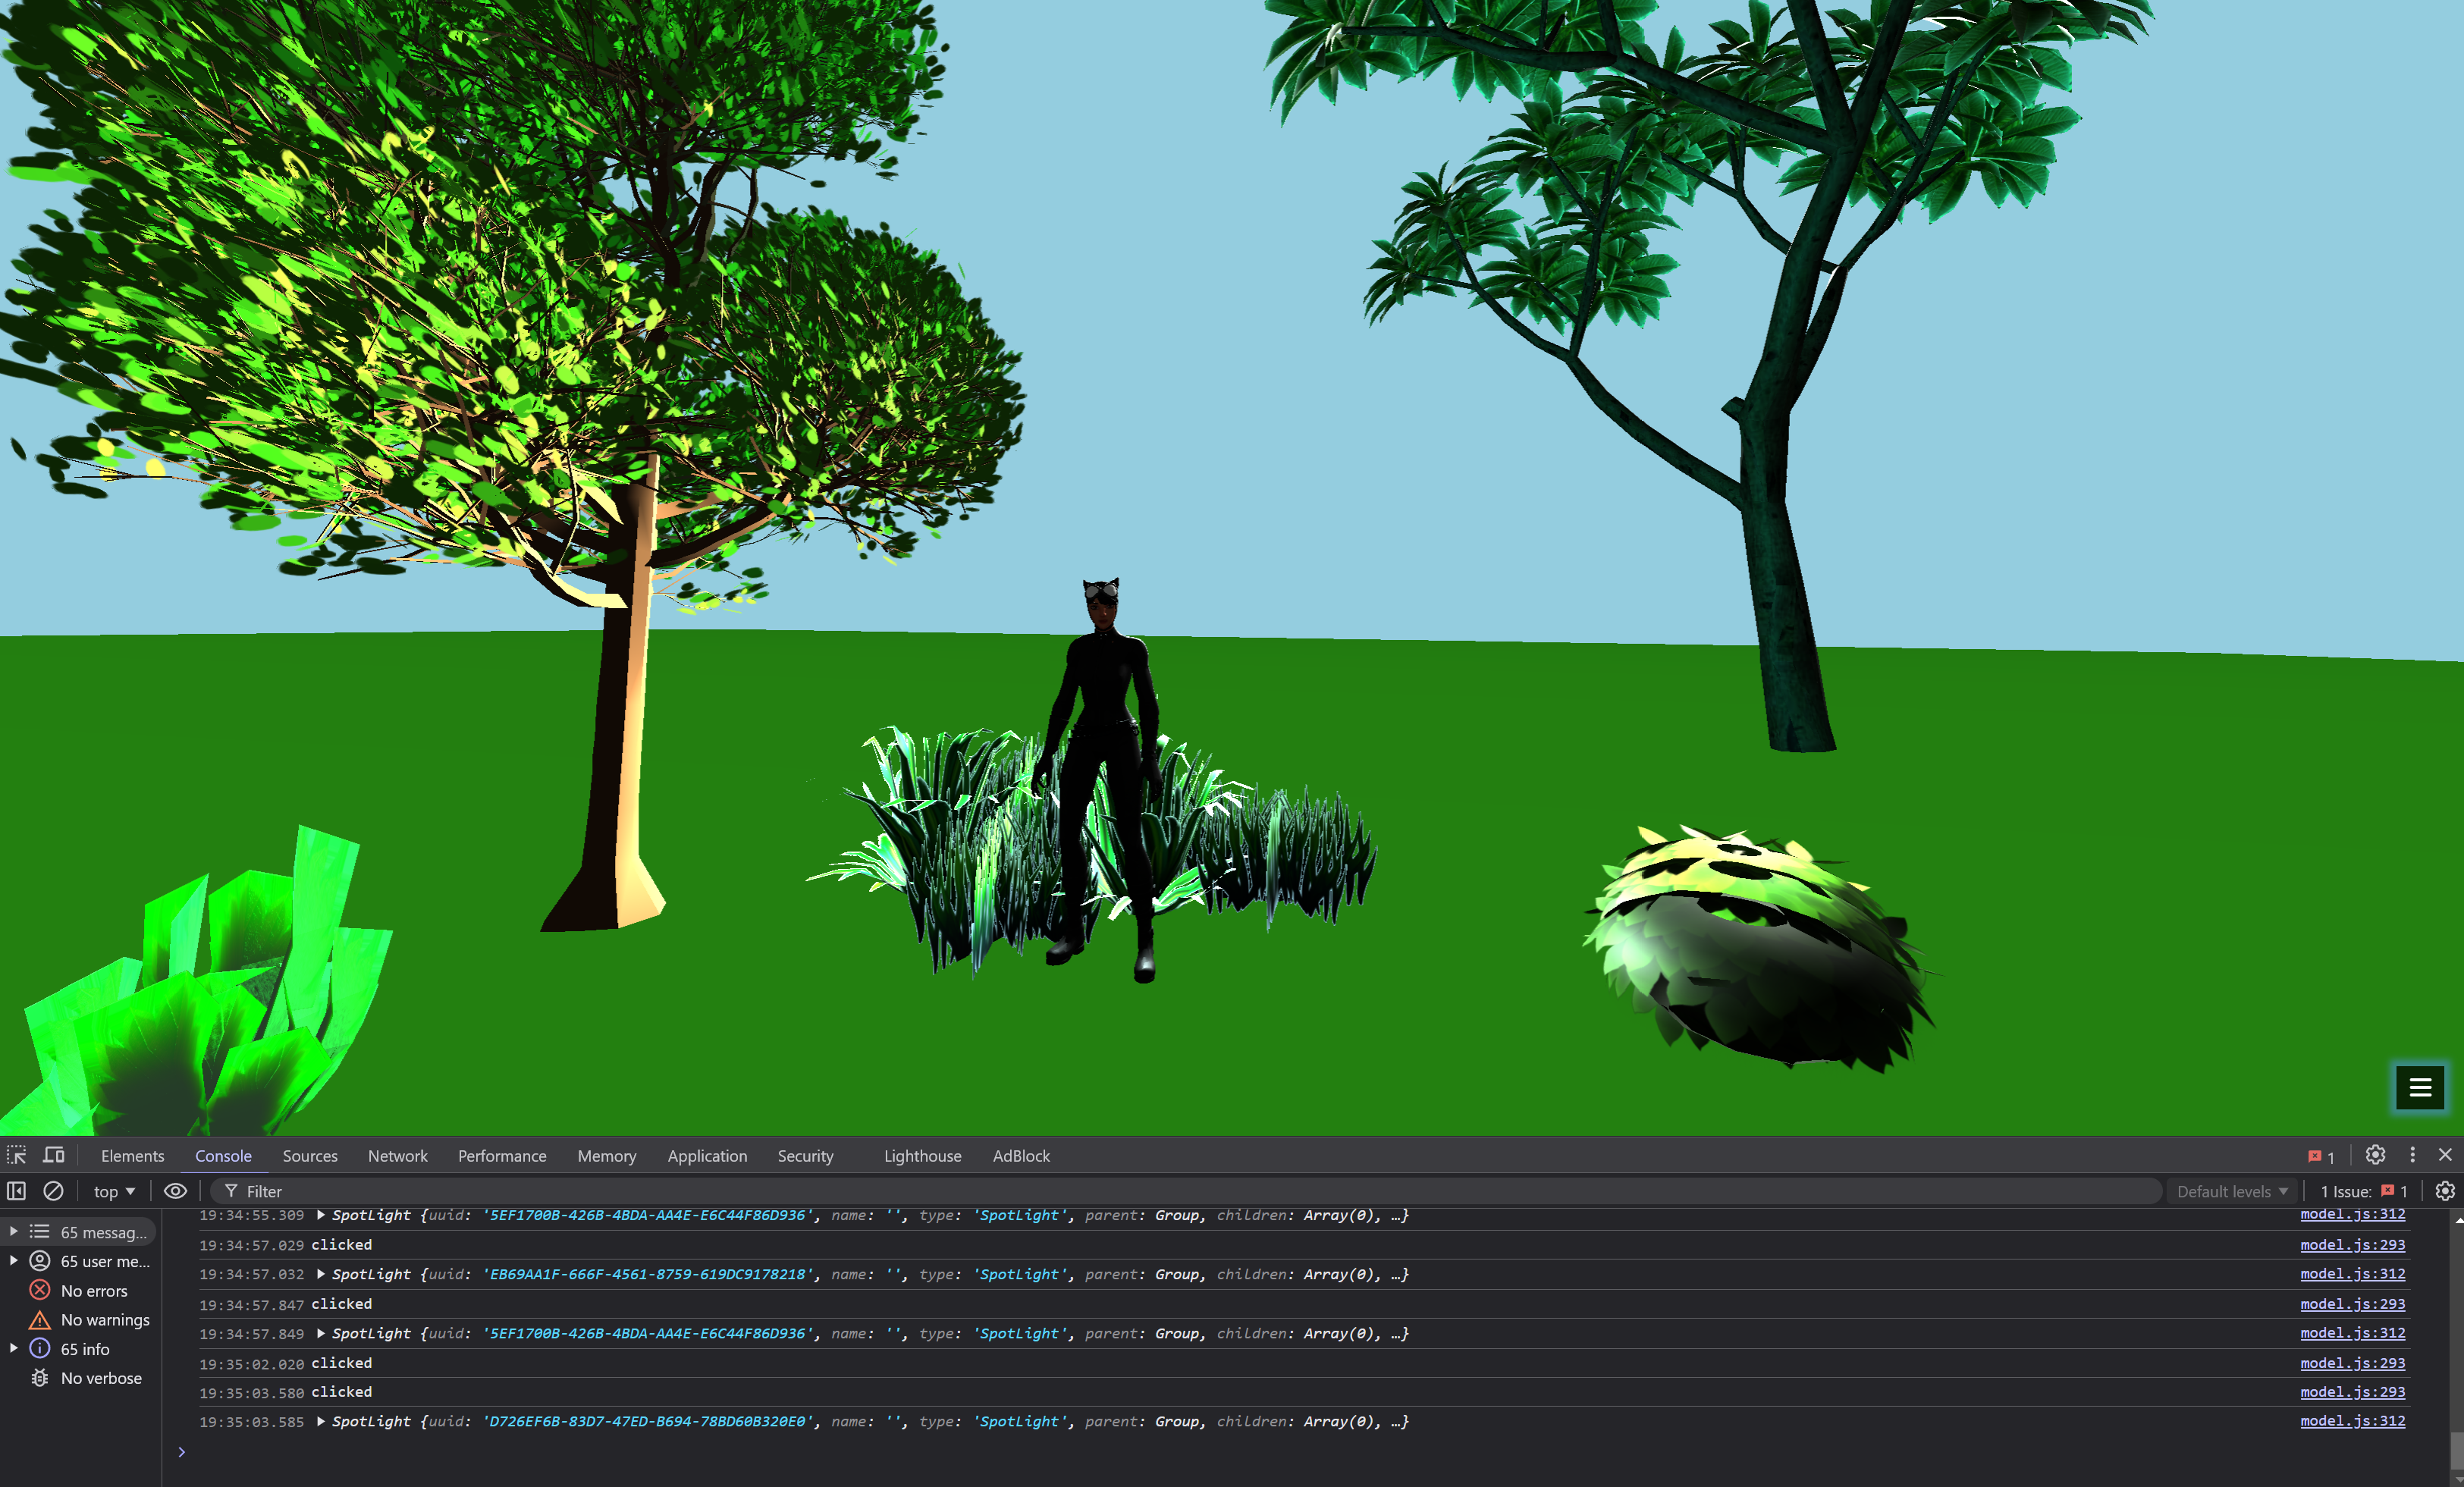 Elements Console Sources Network Performance Memory Application Security Lighthouse AdBlock 1
top Filter Default levels 1 Issue: 1
65 messag...
65 user me...
No errors
No warnings
65 info
No verbose
19:34:55.309 SpotLight {uuid: '5EF1700B-426B-4BDA-AA4E-E6C44F86D936', name: '', type: 'SpotLight', parent: Group, children: Array(0), …} model.js:312
19:34:57.029 clicked model.js:293
19:34:57.032 SpotLight {uuid: 'EB69AA1F-666F-4561-8759-619DC9178218', name: '', type: 'SpotLight', parent: Group, children: Array(0), …} model.js:312
19:34:57.847 clicked model.js:293
19:34:57.849 SpotLight {uuid: '5EF1700B-426B-4BDA-AA4E-E6C44F86D936', name: '', type: 'SpotLight', parent: Group, children: Array(0), …} model.js:312
19:35:02.020 clicked model.js:293
19:35:03.580 clicked model.js:293
19:35:03.585 SpotLight {uuid: 'D726EF6B-83D7-47ED-B694-78BD60B320E0', name: '', type: 'SpotLight', parent: Group, children: Array(0), …} model.js:312